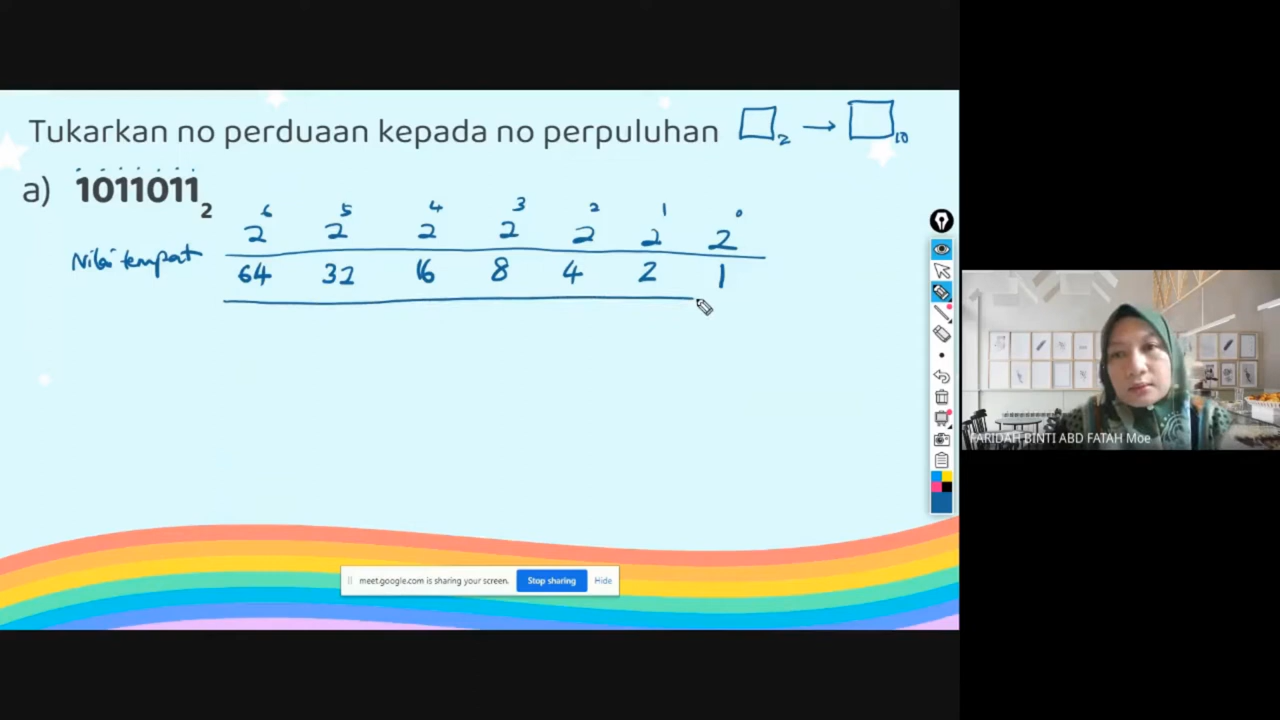 Tukarkan no perduaan kepada no perpuluhan □₂ → □₁₀
a) 1011011₂
2⁶ 2⁵ 2⁴ 2³ 2² 2¹ 2⁰
Nilai tempat 64 32 16 8 4 2 1
FARIDAH BINTI ABD FATAH Moe
meet.google.com is sharing your screen. Stop sharing Hide